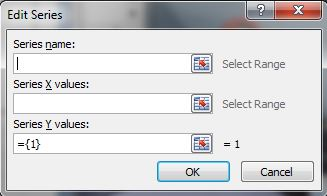 Edit Series
?
Series name:
Select Range
Series X values:
Select Range
Series Y values:
={1}
= 1
OK
Cancel